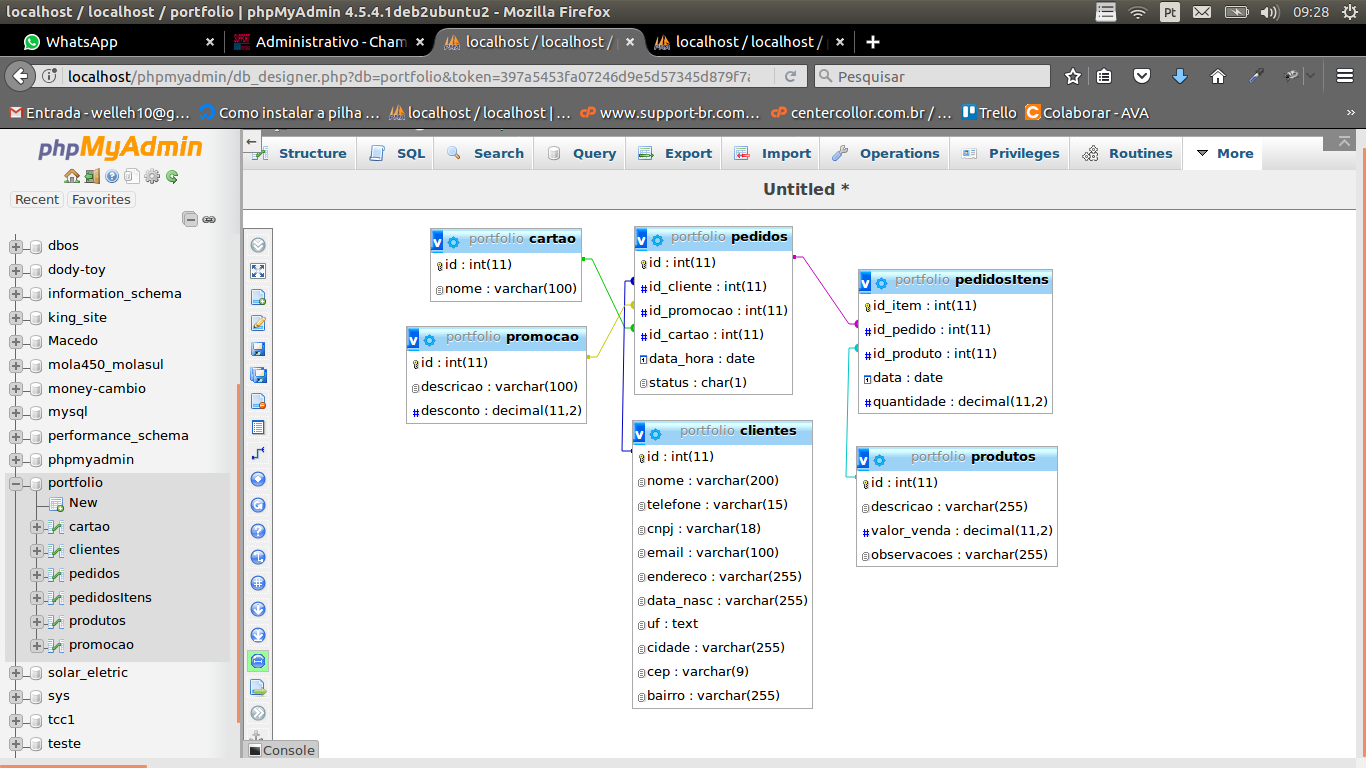 localhost / localhost / portfolio | phpMyAdmin 4.5.4.1deb2ubuntu2 - Mozilla Firefox
Pt
09:28
WhatsApp
Administrativo - Cham
localhost / localhost /
localhost / localhost /
localhost/phpmyadmin/db_designer.php?db=portfolio&token=397a5453fa07246d9e5d57345d879f7a
Pesquisar
Entrada - welleh10@g...
Como instalar a pilha ...
localhost / localhost | ...
www.support-br.com...
centercollor.com.br / ...
Trello
Colaborar - AVA
»
phpMyAdmin
Recent
Favorites
dbos
dody-toy
information_schema
king_site
Macedo
mola450_molasul
money-cambio
mysql
performance_schema
phpmyadmin
portfolio
New
cartao
clientes
pedidos
pedidosItens
produtos
promocao
solar_eletric
sys
tcc1
teste
Structure
SQL
Search
Query
Export
Import
Operations
Privileges
Routines
More
Untitled *
portfolio cartao
id : int(11)
nome : varchar(100)
portfolio promocao
id : int(11)
descricao : varchar(100)
desconto : decimal(11,2)
portfolio pedidos
id : int(11)
id_cliente : int(11)
id_promocao : int(11)
id_cartao : int(11)
data_hora : date
status : char(1)
portfolio clientes
id : int(11)
nome : varchar(200)
telefone : varchar(15)
cnpj : varchar(18)
email : varchar(100)
endereco : varchar(255)
data_nasc : varchar(255)
uf : text
cidade : varchar(255)
cep : varchar(9)
bairro : varchar(255)
portfolio pedidosItens
id_item : int(11)
id_pedido : int(11)
id_produto : int(11)
data : date
quantidade : decimal(11,2)
portfolio produtos
id : int(11)
descricao : varchar(255)
valor_venda : decimal(11,2)
observacoes : varchar(255)
Console